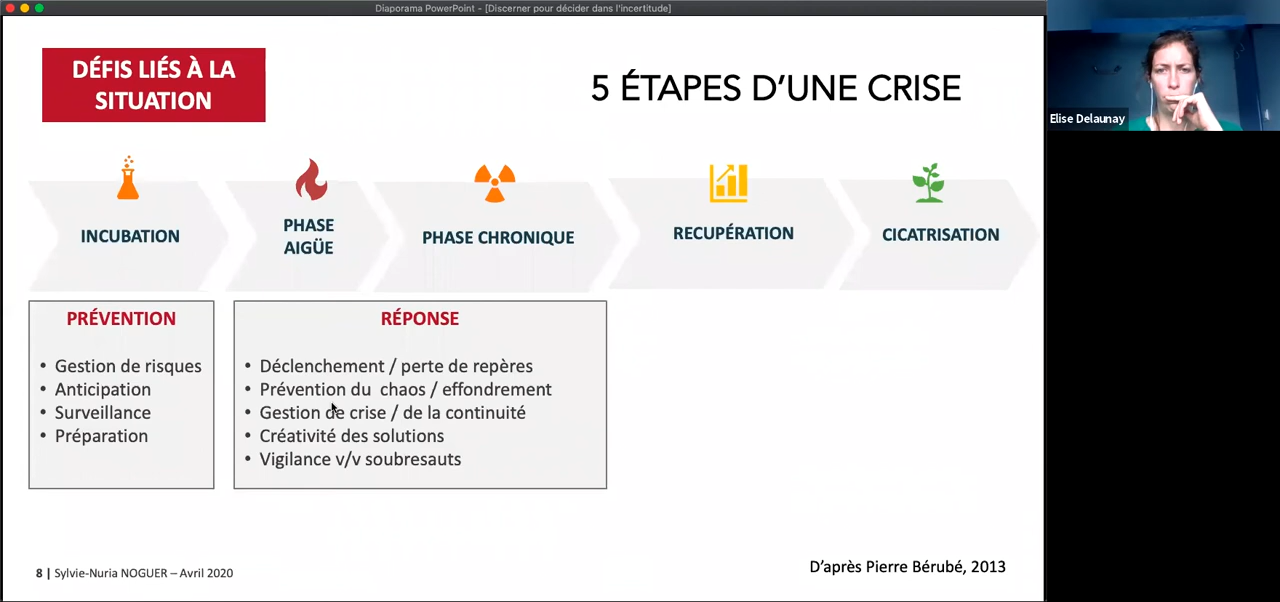 Diaporama PowerPoint - [Discerner pour décider dans l'incertitude]
DÉFIS LIÉS À LA
SITUATION
5 ÉTAPES D'UNE CRISE
Elise Delaunay
INCUBATION
PHASE
AIGÜE
PHASE CHRONIQUE
RECUPÉRATION
CICATRISATION
PRÉVENTION
• Gestion de risques
• Anticipation
• Surveillance
• Préparation
RÉPONSE
• Déclenchement / perte de repères
• Prévention du chaos / effondrement
• Gestion de crise / de la continuité
• Créativité des solutions
• Vigilance v/v soubresauts
8 | Sylvie-Nuria NOGUER – Avril 2020
D'après Pierre Bérubé, 2013